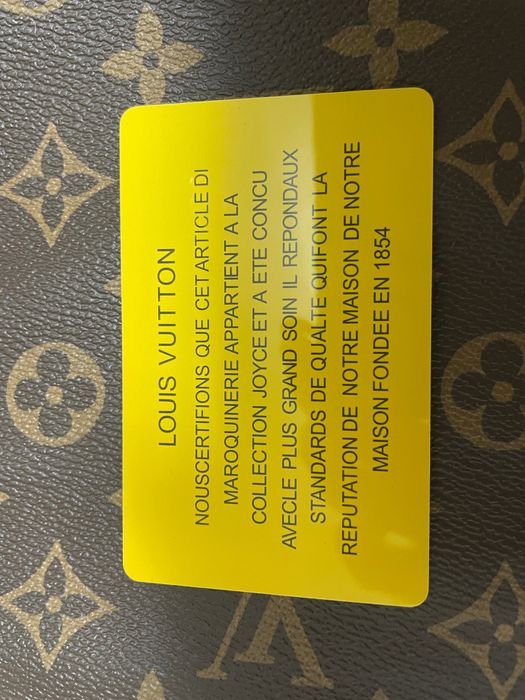 LOUIS VUITTON
NOUSCERTIFIONS QUE CETARTICLE DI
MAROQUINERIE APPARTIENT A LA
COLLECTION JOYCE ET A ETE CONCU
AVECLE PLUS GRAND SOIN IL REPONDAUX
STANDARDS DE QUALTE QUIFONT LA
REPUTATION DE NOTRE MAISON DE NOTRE
MAISON FONDEE EN 1854